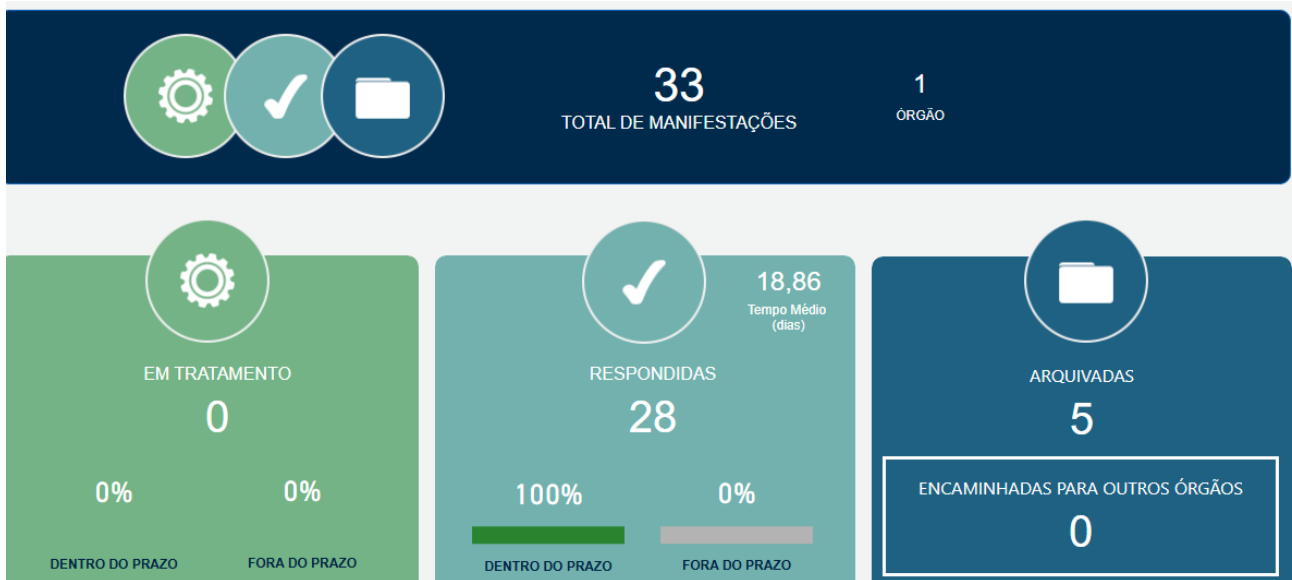 33
TOTAL DE MANIFESTAÇÕES
1
ÓRGÃO
EM TRATAMENTO
0
0%
0%
DENTRO DO PRAZO
FORA DO PRAZO
18,86
Tempo Médio
(dias)
RESPONDIDAS
28
100%
0%
DENTRO DO PRAZO
FORA DO PRAZO
ARQUIVADAS
5
ENCAMINHADAS PARA OUTROS ÓRGÃOS
0